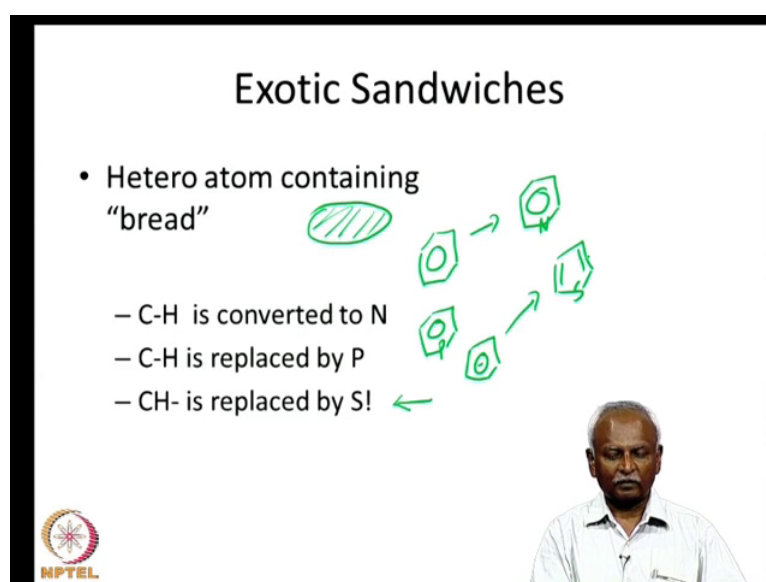 Exotic Sandwiches
• Hetero atom containing
“bread”
– C-H is converted to N
– C-H is replaced by P
– CH- is replaced by S!
N
P
S
NPTEL